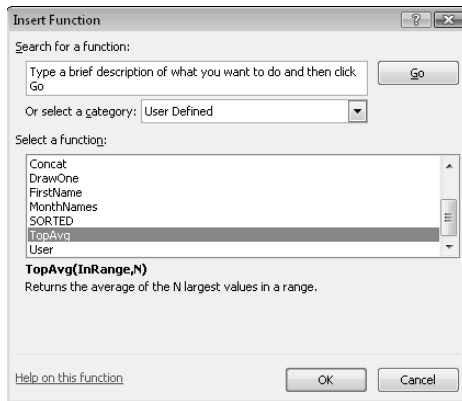 Insert Function
Search for a function:
Type a brief description of what you want to do and then click
Go
Go
Or select a category: User Defined
Select a function:
Concat
DrawOne
FirstName
MonthNames
SORTED
TopAvg
User
TopAvg(InRange,N)
Returns the average of the N largest values in a range.
Help on this function
OK
Cancel